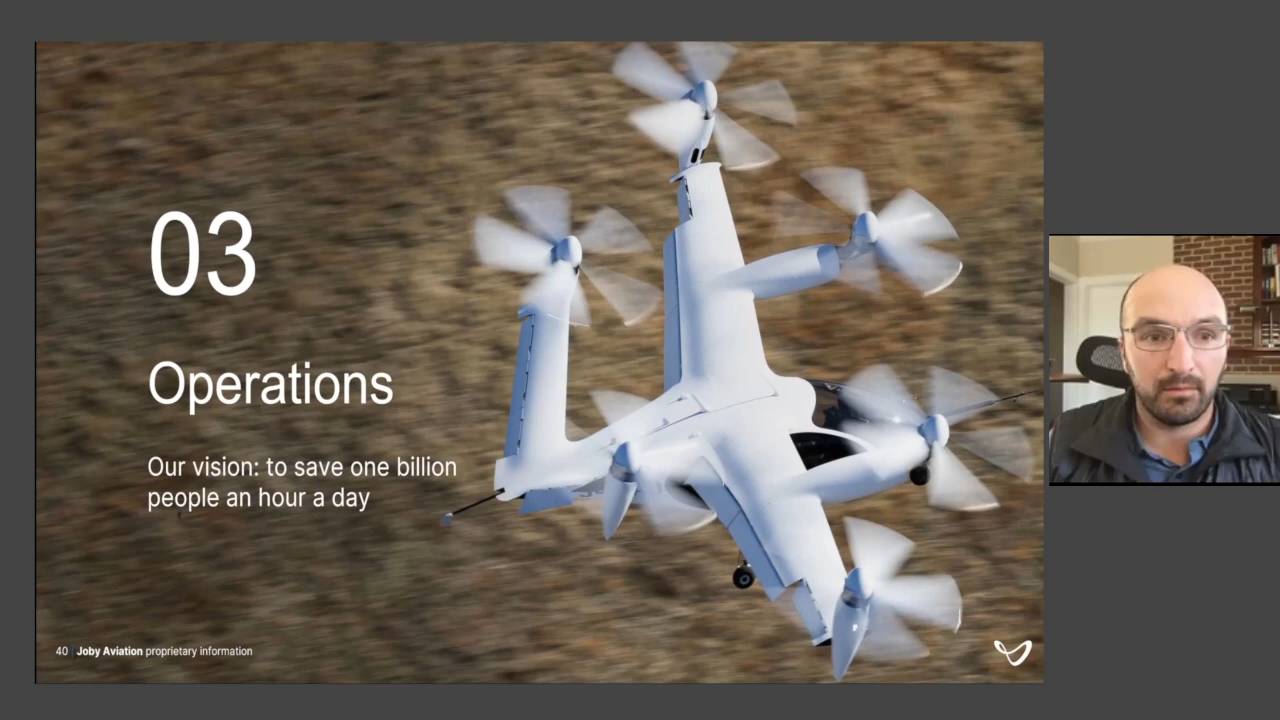 03
Operations
Our vision: to save one billion
people an hour a day
40 Joby Aviation proprietary information